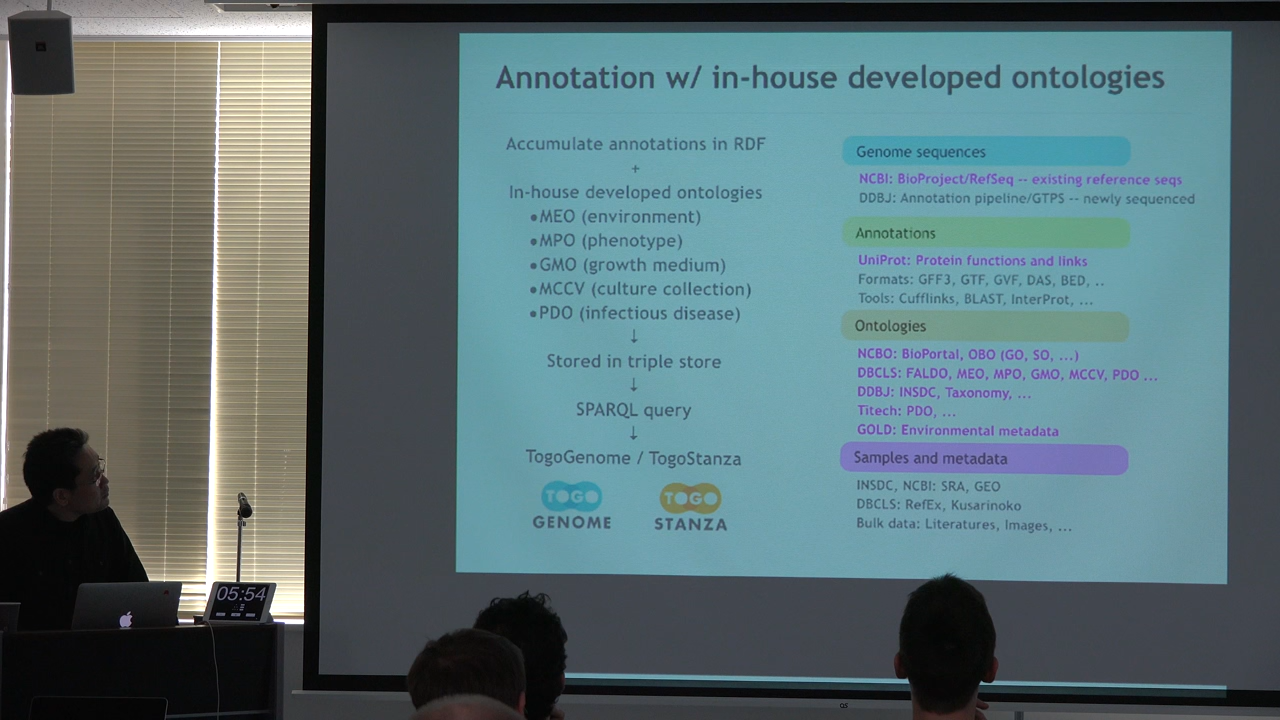 Annotation w/ in-house developed ontologies
Accumulate annotations in RDF
+
In-house developed ontologies
•MEO (environment)
•MPO (phenotype)
•GMO (growth medium)
•MCCV (culture collection)
•PDO (infectious disease)
↓
Stored in triple store
↓
SPARQL query
↓
TogoGenome / TogoStanza
TOGO
GENOME
TOGO
STANZA
Genome sequences
NCBI: BioProject/RefSeq -- existing reference seqs
DDBJ: Annotation pipeline/GTPS -- newly sequenced
Annotations
UniProt: Protein functions and links
Formats: GFF3, GTF, GVF, DAS, BED, ..
Tools: Cufflinks, BLAST, InterProt, ...
Ontologies
NCBO: BioPortal, OBO (GO, SO, ...)
DBCLS: FALDO, MEO, MPO, GMO, MCCV, PDO ...
DDBJ: INSDC, Taxonomy, ...
Titech: PDO, ...
GOLD: Environmental metadata
Samples and metadata
INSDC, NCBI: SRA, GEO
DBCLS: RefEx, Kusarinoko
Bulk data: Literatures, Images, ...
05:54